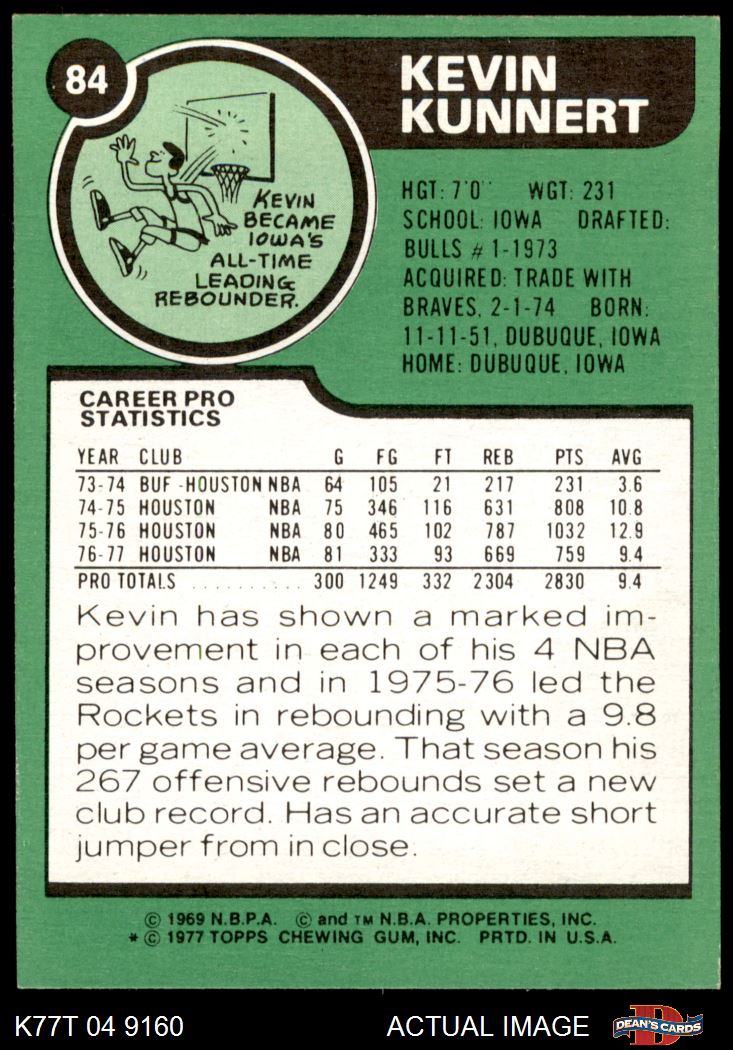 84
KEVIN
KUNNERT
KEVIN
BECAME
IOWA'S
ALL-TIME
LEADING
REBOUNDER.
HGT: 7'0" WGT: 231
SCHOOL: IOWA DRAFTED:
BULLS # 1-1973
ACQUIRED: TRADE WITH
BRAVES, 2-1-74 BORN:
11-11-51, DUBUQUE, IOWA
HOME: DUBUQUE, IOWA
CAREER PRO
STATISTICS
YEAR CLUB G FG FT REB PTS AVG
73-74 BUF.-HOUSTON NBA 64 105 21 217 231 3.6
74-75 HOUSTON NBA 75 346 116 631 808 10.8
75-76 HOUSTON NBA 80 465 102 787 1032 12.9
76-77 HOUSTON NBA 81 333 93 669 759 9.4
PRO TOTALS .......... 300 1249 332 2304 2830 9.4
Kevin has shown a marked im-
provement in each of his 4 NBA
seasons and in 1975-76 led the
Rockets in rebounding with a 9.8
per game average. That season his
267 offensive rebounds set a new
club record. Has an accurate short
jumper from in close.
© 1969 N.B.P.A. © and TM N.B.A. PROPERTIES, INC.
* © 1977 TOPPS CHEWING GUM, INC. PRTD. IN U.S.A.
K77T 04 9160 ACTUAL IMAGE D DEAN'S CARDS